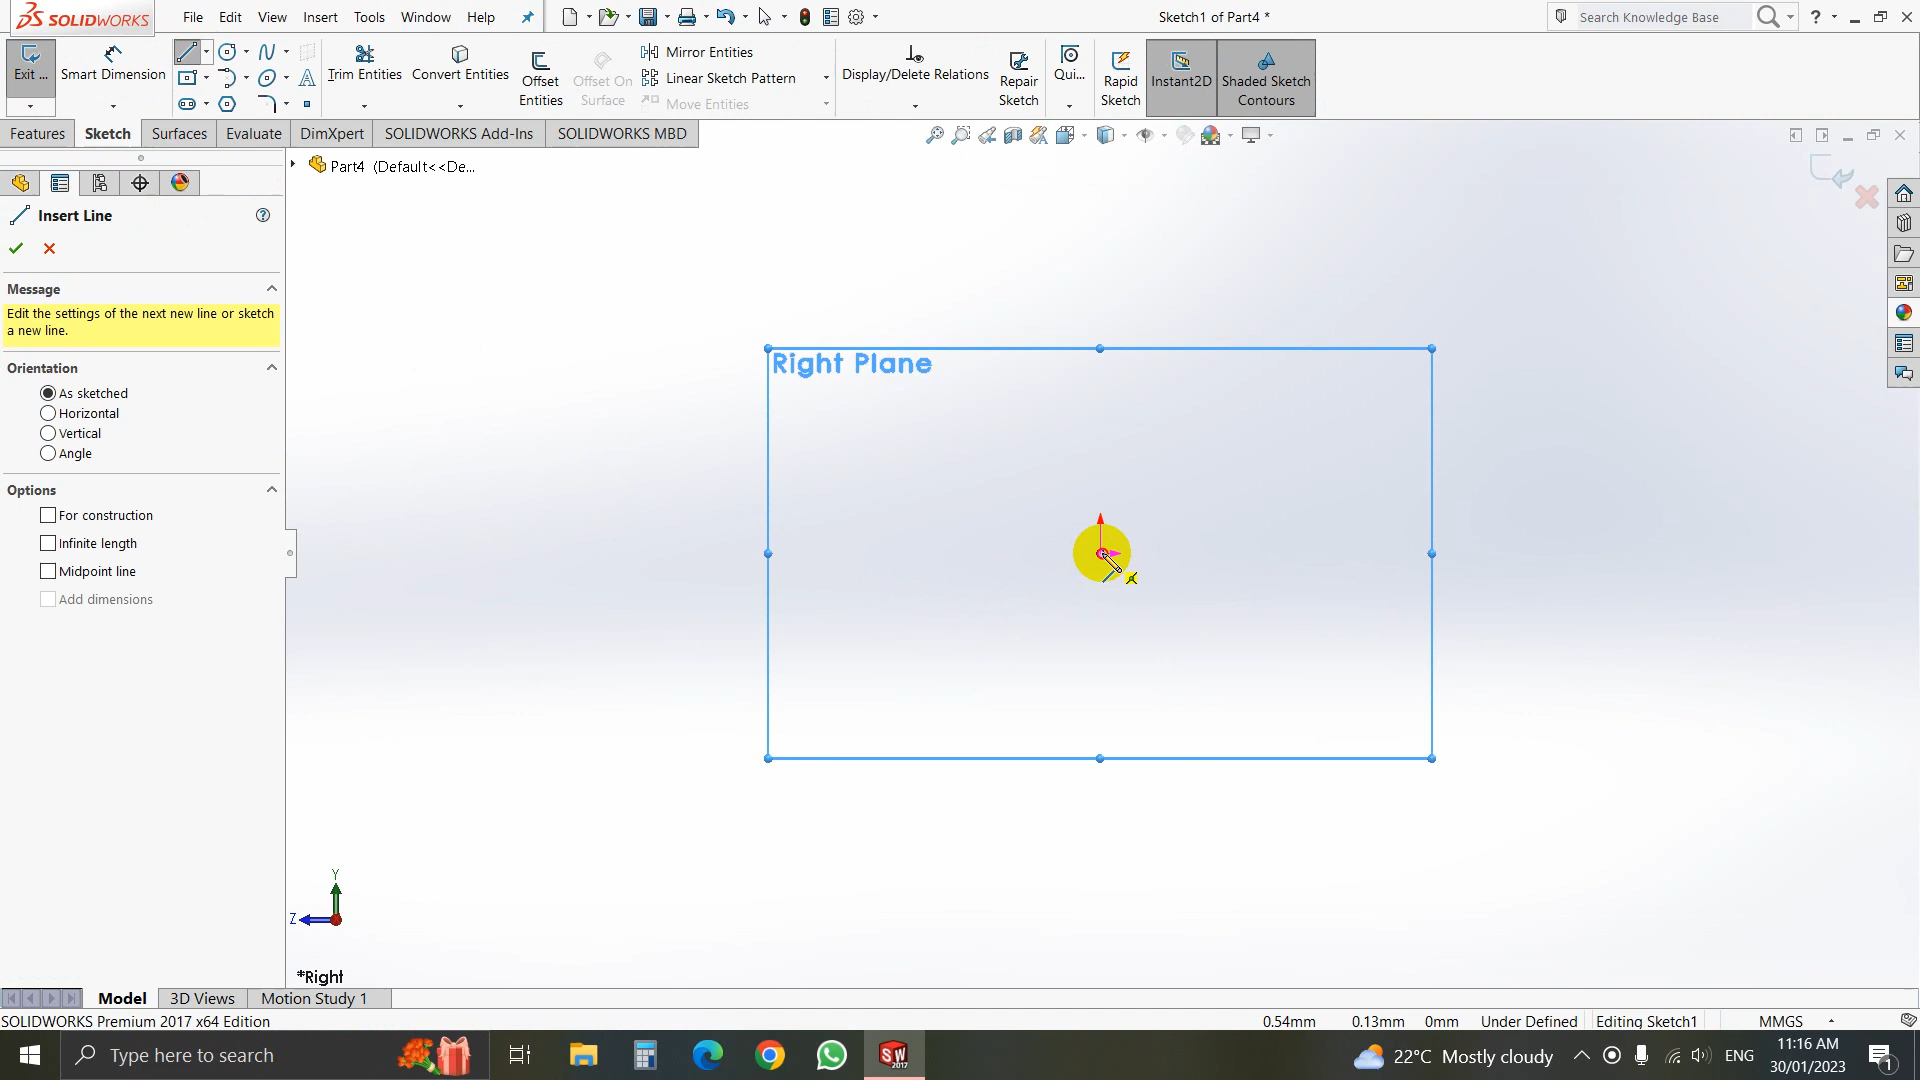 SOLIDWORKS
File Edit View Insert Tools Window Help
Sketch1 of Part4 *
Search Knowledge Base
Exit ...
Smart Dimension
Trim Entities
Convert Entities
Offset Entities
Offset On Surface
Mirror Entities
Linear Sketch Pattern
Move Entities
Display/Delete Relations
Repair Sketch
Qui...
Rapid Sketch
Instant2D
Shaded Sketch Contours
Features Sketch Surfaces Evaluate DimXpert SOLIDWORKS Add-Ins SOLIDWORKS MBD
Part4 (Default<<De...
Insert Line
Message
Edit the settings of the next new line or sketch
a new line.
Orientation
As sketched
Horizontal
Vertical
Angle
Options
For construction
Infinite length
Midpoint line
Add dimensions
Right Plane
Y
Z
*Right
Model 3D Views Motion Study 1
SOLIDWORKS Premium 2017 x64 Edition
0.54mm 0.13mm 0mm Under Defined Editing Sketch1 MMGS
Type here to search
SW
2017
22°C Mostly cloudy
ENG
11:16 AM
30/01/2023
1